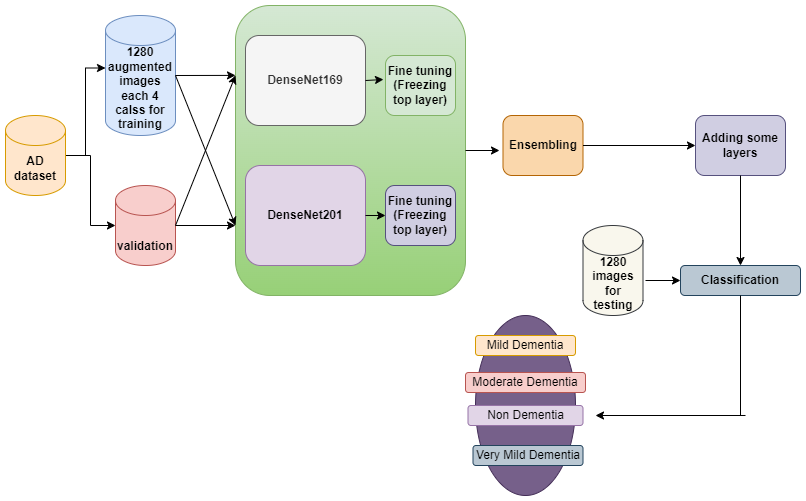 1280
augmented
images
each 4
calss for
training
AD
dataset
validation
DenseNet169
Fine tuning
(Freezing
top layer)
DenseNet201
Fine tuning
(Freezing
top layer)
Ensembling
Adding some
layers
1280
images
for
testing
Classification
Mild Dementia
Moderate Dementia
Non Dementia
Very Mild Dementia